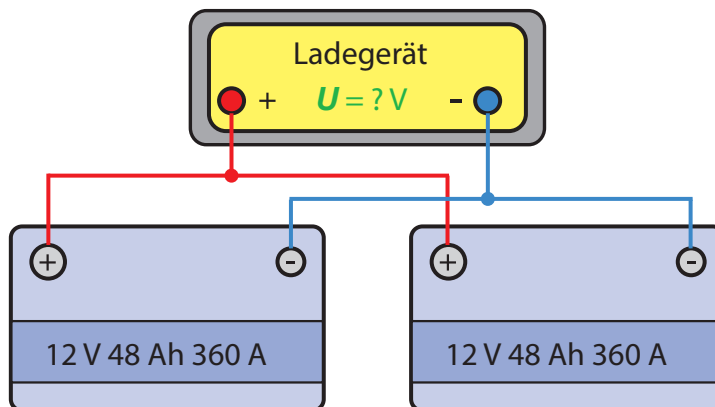 Ladegerät
+ U = ? V -
+ - + -
12 V 48 Ah 360 A 12 V 48 Ah 360 A